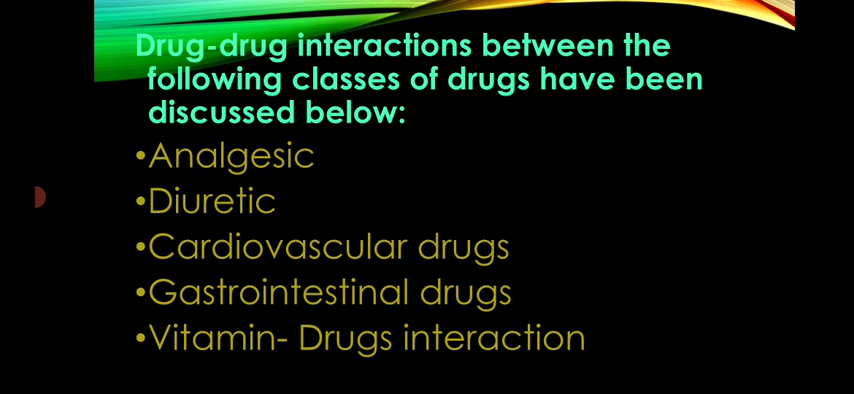 Drug-drug interactions between the
following classes of drugs have been
discussed below:
•Analgesic
•Diuretic
•Cardiovascular drugs
•Gastrointestinal drugs
•Vitamin- Drugs interaction